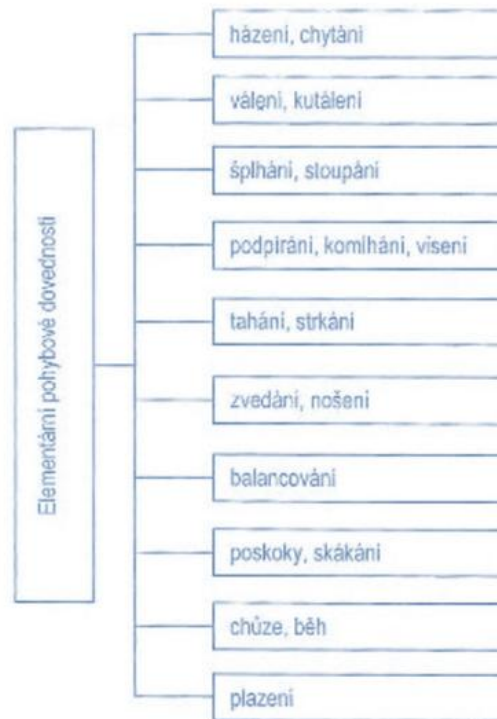 Elementární pohybové dovednosti
házení, chytání
válení, kutálení
šplhání, stoupání
podpírání, komíhání, visení
tahání, strkání
zvedání, nošení
balancování
poskoky, skákání
chůze, běh
plazení